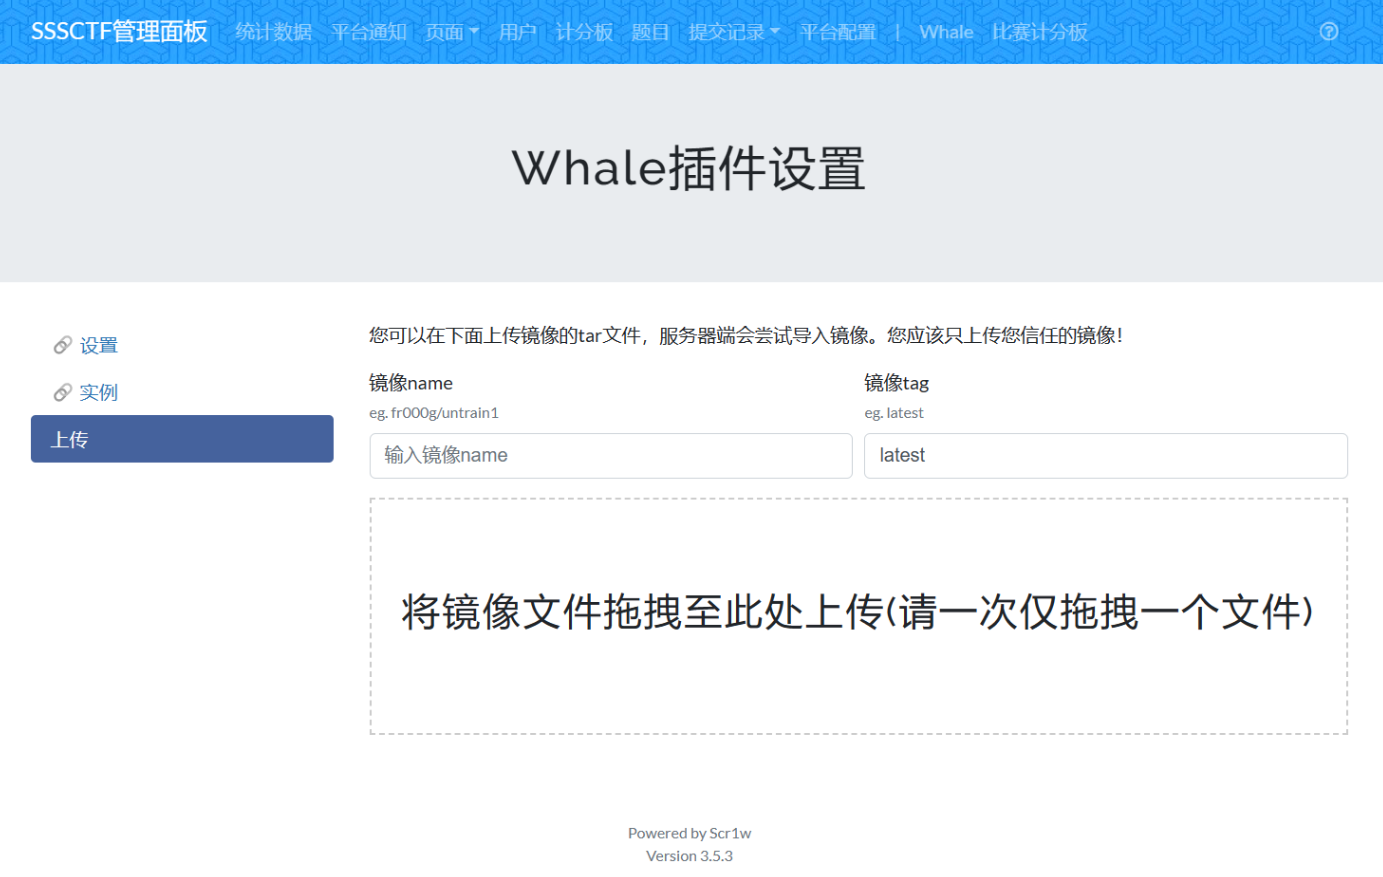 SSSCTF管理面板 统计数据 平台通知 页面 用户 计分板 题目 提交记录 平台配置 | Whale 比赛计分板
Whale插件设置
设置
实例
上传
您可以在下面上传镜像的tar文件，服务器端会尝试导入镜像。您应该只上传您信任的镜像！
镜像name
eg. fr000g/untrain1
输入镜像name
镜像tag
eg. latest
latest
将镜像文件拖拽至此处上传(请一次仅拖拽一个文件)
Powered by Scr1w
Version 3.5.3